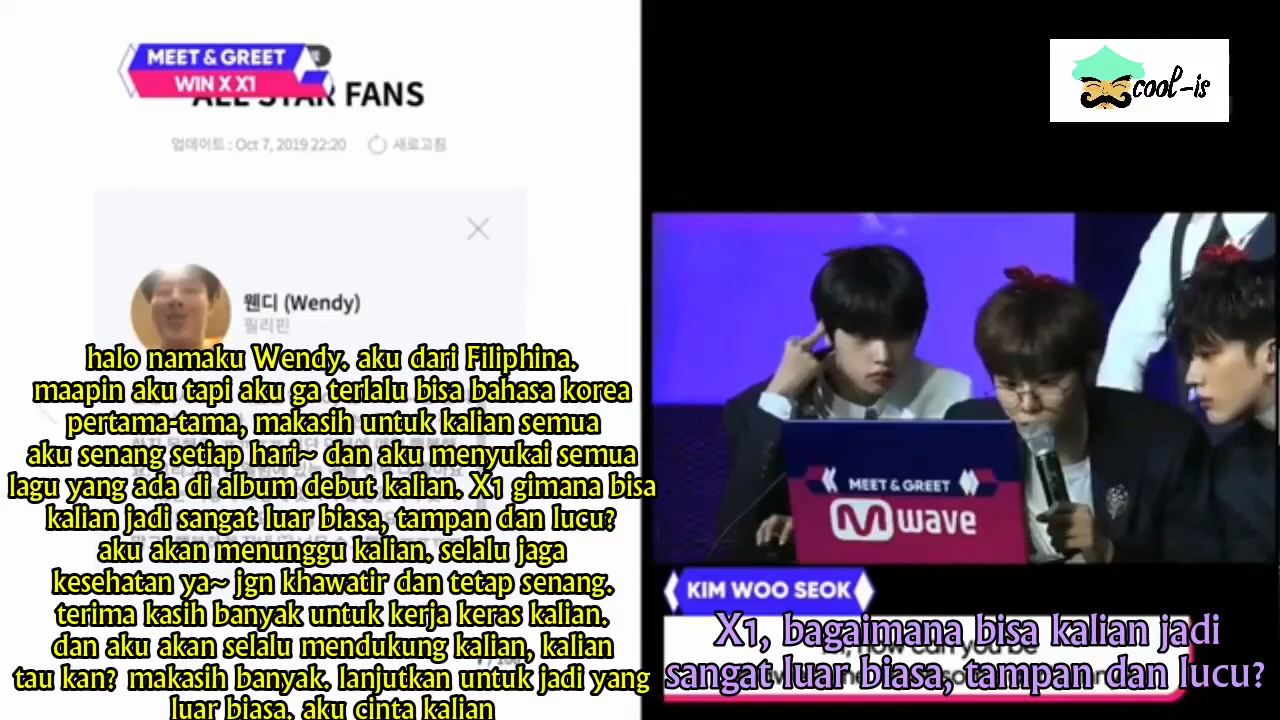 MEET & GREET
WIN X X1
ALL STAR FANS
업데이트 : Oct 7, 2019 22:20 새로고침
웬디 (Wendy)
필리핀
halo namaku Wendy. aku dari Filiphina.
maapin aku tapi aku ga terlalu bisa bahasa korea
pertama-tama, makasih untuk kalian semua
aku senang setiap hari~ dan aku menyukai semua
lagu yang ada di album debut kalian. X1 gimana bisa
kalian jadi sangat luar biasa, tampan dan lucu?
aku akan menunggu kalian. selalu jaga
kesehatan ya~ jgn khawatir dan tetap senang.
terima kasih banyak untuk kerja keras kalian.
dan aku akan selalu mendukung kalian, kalian
tau kan? makasih banyak. lanjutkan untuk jadi yang
luar biasa. aku cinta kalian
cool-is
MEET & GREET
Mwave
KIM WOO SEOK
X1, bagaimana bisa kalian jadi
sangat luar biasa, tampan dan lucu?